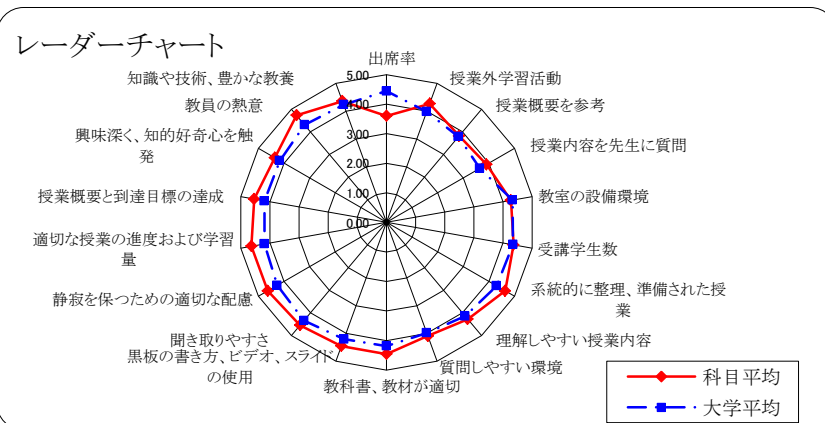 レーダーチャート
出席率
授業外学習活動
授業概要を参考
授業内容を先生に質問
教室の設備環境
受講学生数
系統的に整理、準備された授
業
理解しやすい授業内容
質問しやすい環境
教科書、教材が適切
黒板の書き方、ビデオ、スライド
の使用
聞き取りやすさ
静寂を保つための適切な配慮
適切な授業の進度および学習
量
授業概要と到達目標の達成
興味深く、知的好奇心を触
発
教員の熱意
知識や技術、豊かな教養
5.00
4.00
3.00
2.00
1.00
0.00
科目平均
大学平均